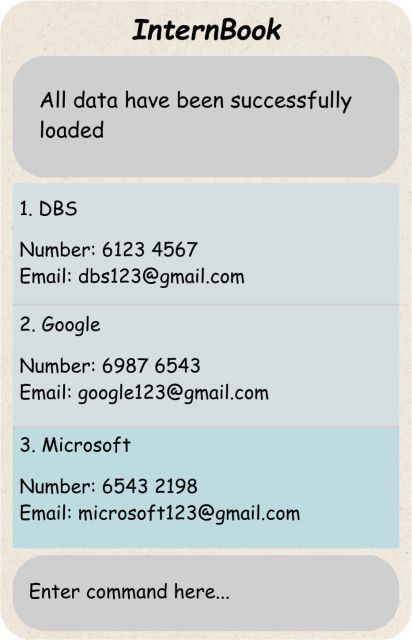 InternBook
All data have been successfully
loaded
1. DBS
Number: 6123 4567
Email: dbs123@gmail.com
2. Google
Number: 6987 6543
Email: google123@gmail.com
3. Microsoft
Number: 6543 2198
Email: microsoft123@gmail.com
Enter command here...